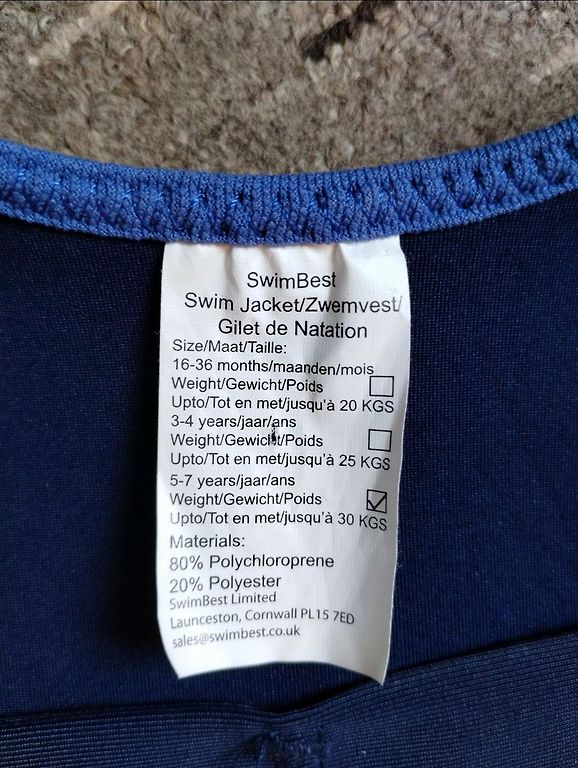 SwimBest
Swim Jacket/Zwemvest/
Gilet de Natation
Size/Maat/Taille:
16-36 months/maanden/mois
Weight/Gewicht/Poids
Upto/Tot en met/jusqu'à 20 KGS
3-4 years/jaar/ans
Weight/Gewicht/Poids
Upto/Tot en met/jusqu'à 25 KGS
5-7 years/jaar/ans
Weight/Gewicht/Poids
Upto/Tot en met/jusqu'à 30 KGS
Materials:
80% Polychloroprene
20% Polyester
SwimBest Limited
Launceston, Cornwall PL15 7ED
sales@swimbest.co.uk